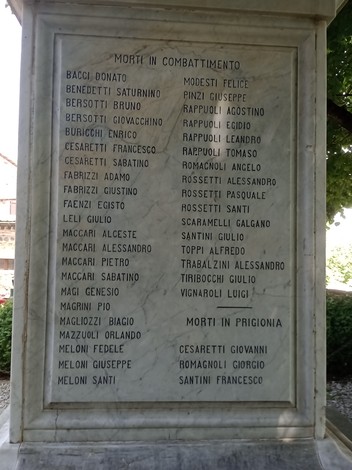 MORTI IN COMBATTIMENTO
BACCI DONATO
BENEDETTI SATURNINO
BERSOTTI BRUNO
BERSOTTI GIOVACCHINO
BURICCHI ENRICO
CESARETTI FRANCESCO
CESARETTI SABATINO
FABRIZZI ADAMO
FABRIZZI GIUSTINO
FAENZI EGISTO
LELI GIULIO
MACCARI ALCESTE
MACCARI ALESSANDRO
MACCARI PIETRO
MACCARI SABATINO
MAGI GENESIO
MAGRINI PIO
MAGLIOZZI BIAGIO
MAZZUOLI ORLANDO
MELONI FEDELE
MELONI GIUSEPPE
MELONI SANTI
MODESTI FELICE
PINZI GIUSEPPE
RAPPUOLI AGOSTINO
RAPPUOLI EGIDIO
RAPPUOLI LEANDRO
RAPPUOLI TOMASO
ROMAGNOLI ANGELO
ROSSETTI ALESSANDRO
ROSSETTI PASQUALE
ROSSETTI SANTI
SCARAMELLI GALGANO
SANTINI GIULIO
TOPPI ALFREDO
TRABALZINI ALESSANDRO
TIRIBOCCHI GIULIO
VIGNAROLI LUIGI
MORTI IN PRIGIONIA
CESARETTI GIOVANNI
ROMAGNOLI GIORGIO
SANTINI FRANCESCO